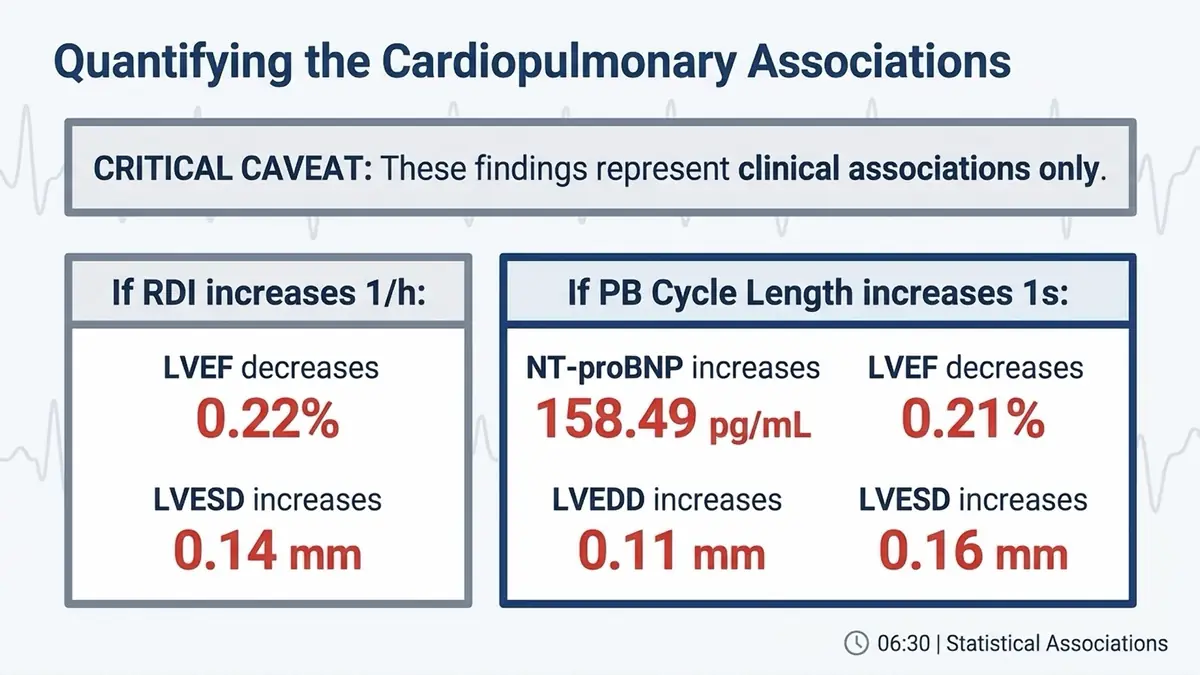 Quantifying the Cardiopulmonary Associations
CRITICAL CAVEAT: These findings represent clinical associations only.
If RDI increases 1/h:
LVEF decreases
0.22%
LVESD increases
0.14 mm
If PB Cycle Length increases 1s:
NT-proBNP increases
158.49 pg/mL
LVEF decreases
0.21%
LVEDD increases
0.11 mm
LVESD increases
0.16 mm
06:30 | Statistical Associations